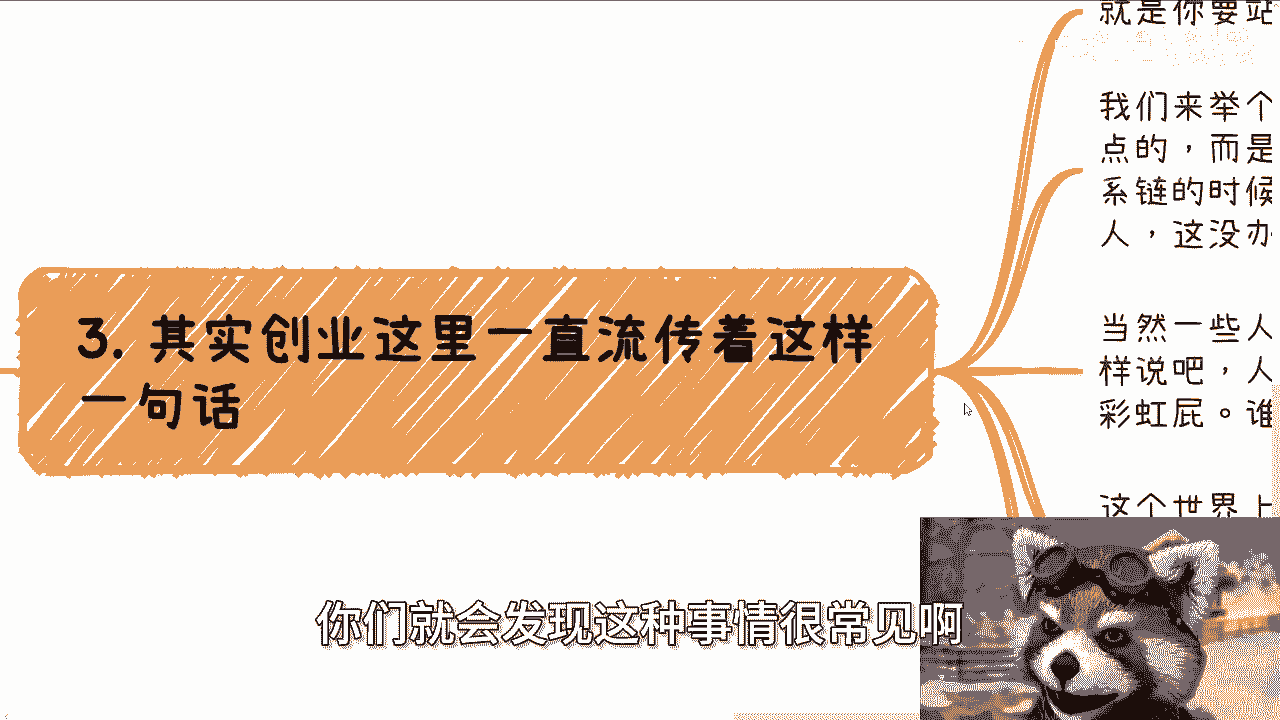 3. 其实创业这里一直流传着这样
一句话
就是你要站
我们来举个
点的，而是
系链的时候
人，这没办
当然一些人
样说吧，人
彩虹屁。谁
这个世界上
你们就会发现这种事情很常见啊